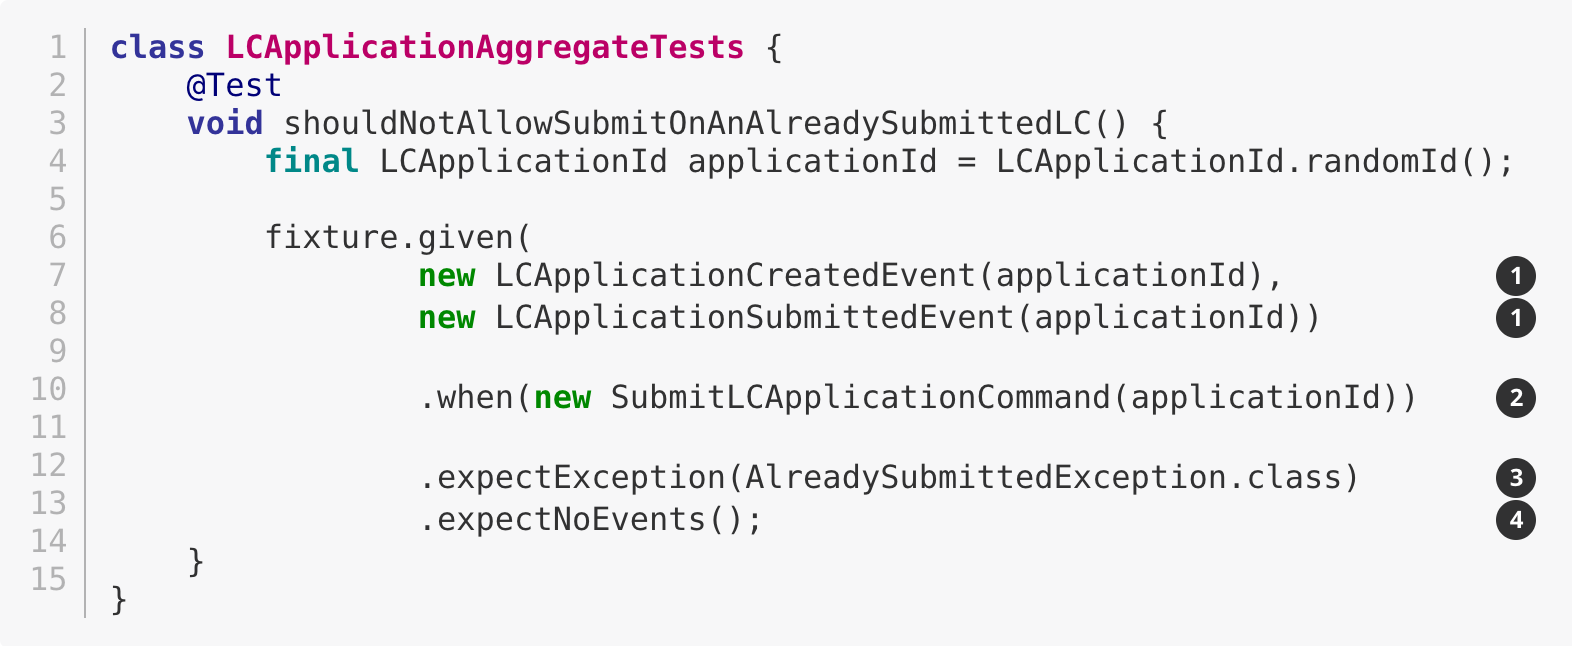 1 class LCApplicationAggregateTests {
2 @Test
3 void shouldNotAllowSubmitOnAnAlreadySubmittedLC() {
4 final LCApplicationId applicationId = LCApplicationId.randomId();
5
6 fixture.given(
7 new LCApplicationCreatedEvent(applicationId), 1
8 new LCApplicationSubmittedEvent(applicationId)) 1
9
10 .when(new SubmitLCApplicationCommand(applicationId)) 2
11
12 .expectException(AlreadySubmittedException.class) 3
13 .expectNoEvents(); 4
14 }
15 }